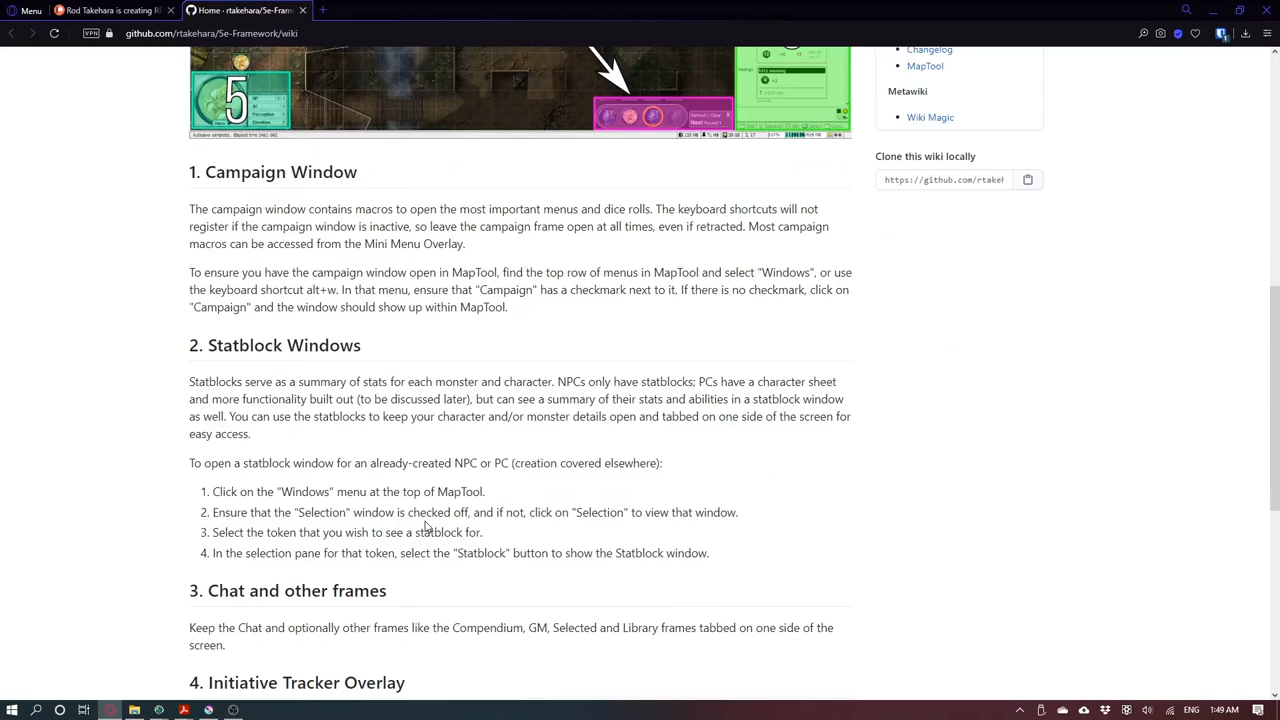 Menu
Rod Takehara is creating RP
Home · rtakehara/5e-Framework
VPN
github.com/rtakehara/5e-Framework/wiki
Changelog
MapTool
Metawiki
Wiki Magic
Clone this wiki locally
https://github.com/rtakeh
5
Perception
Elevation
Next Round 1
1. Campaign Window
The campaign window contains macros to open the most important menus and dice rolls. The keyboard shortcuts will not
register if the campaign window is inactive, so leave the campaign frame open at all times, even if retracted. Most campaign
macros can be accessed from the Mini Menu Overlay.
To ensure you have the campaign window open in MapTool, find the top row of menus in MapTool and select "Windows", or use
the keyboard shortcut alt+w. In that menu, ensure that "Campaign" has a checkmark next to it. If there is no checkmark, click on
"Campaign" and the window should show up within MapTool.
2. Statblock Windows
Statblocks serve as a summary of stats for each monster and character. NPCs only have statblocks; PCs have a character sheet
and more functionality built out (to be discussed later), but can see a summary of their stats and abilities in a statblock window
as well. You can use the statblocks to keep your character and/or monster details open and tabbed on one side of the screen for
easy access.
To open a statblock window for an already-created NPC or PC (creation covered elsewhere):
1. Click on the "Windows" menu at the top of MapTool.
2. Ensure that the "Selection" window is checked off, and if not, click on "Selection" to view that window.
3. Select the token that you wish to see a statblock for.
4. In the selection pane for that token, select the "Statblock" button to show the Statblock window.
3. Chat and other frames
Keep the Chat and optionally other frames like the Compendium, GM, Selected and Library frames tabbed on one side of the
screen.
4. Initiative Tracker Overlay
ENG
1:49 AM